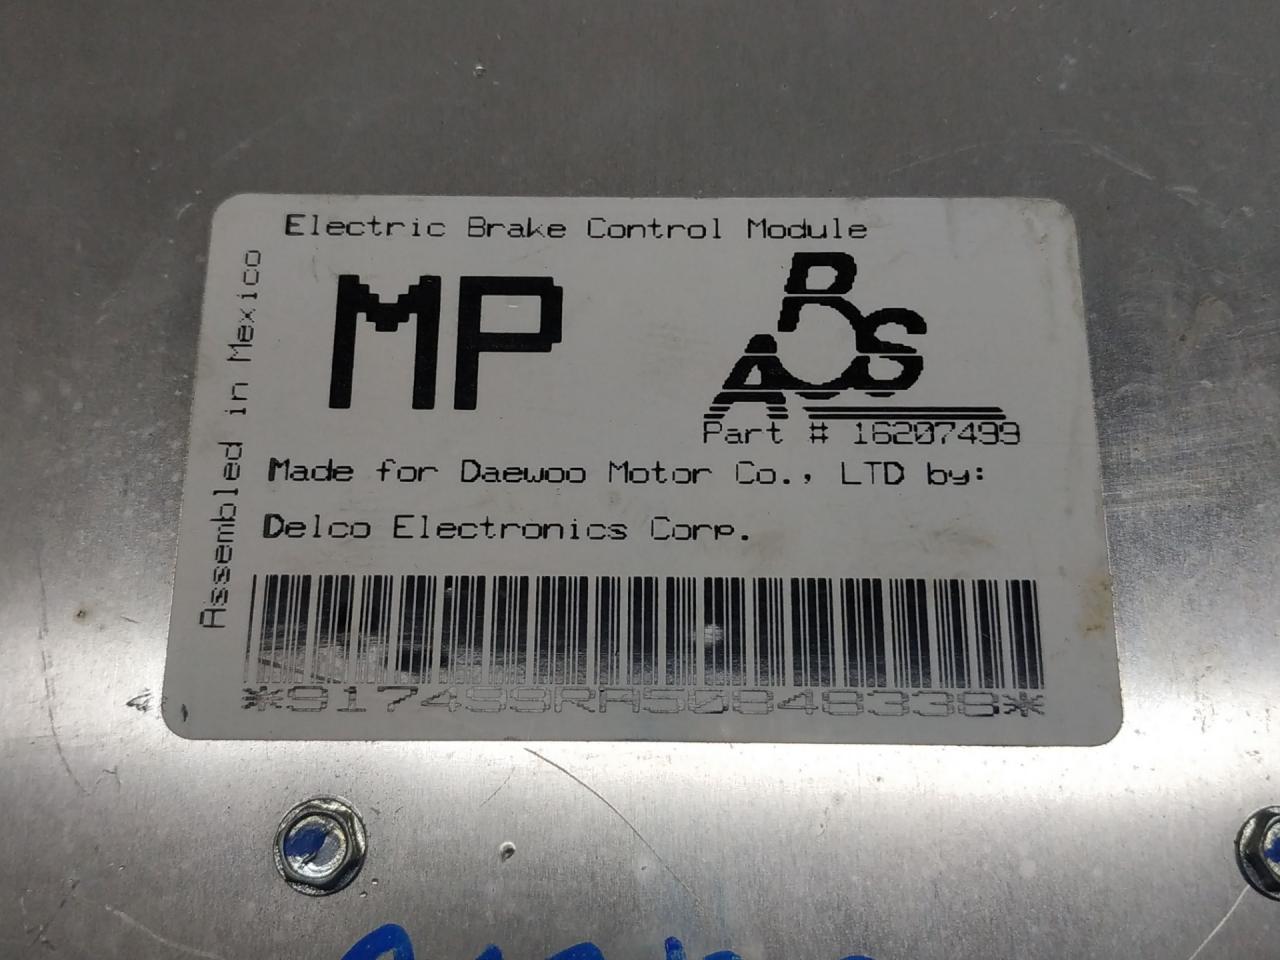 Electric Brake Control Module
Assembled in Mexico
MP
ABS
Part # 16207499
Made for Daewoo Motor Co., LTD by:
Delco Electronics Corp.
*917499RA50848338*